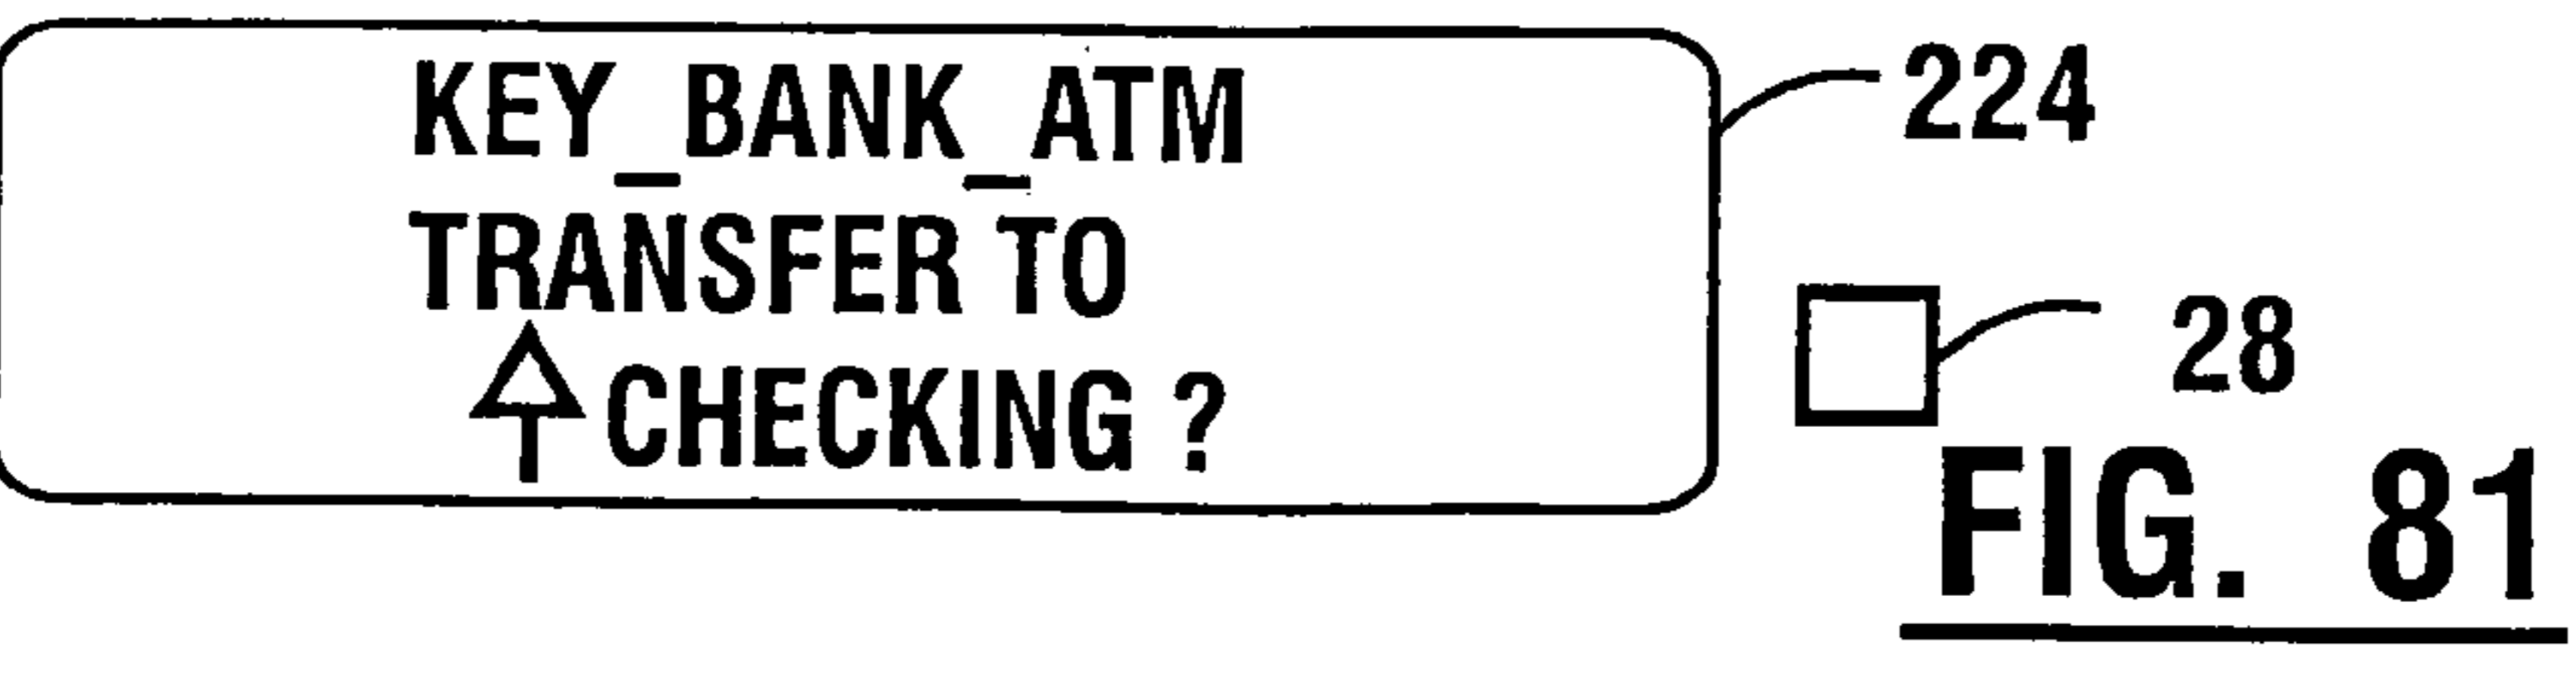 KEY_BANK_ATM
TRANSFER TO
CHECKING ?
224
28
FIG. 81